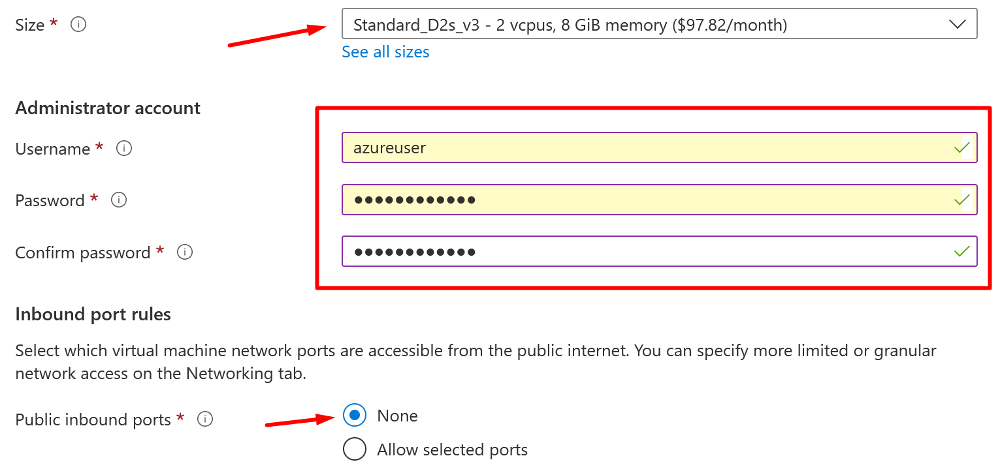 Size *
Standard_D2s_v3 - 2 vcpus, 8 GiB memory ($97.82/month)
See all sizes
Administrator account
Username *
azureuser
Password *
●●●●●●●●●●●●
Confirm password *
●●●●●●●●●●●●
Inbound port rules
Select which virtual machine network ports are accessible from the public internet. You can specify more limited or granular
network access on the Networking tab.
Public inbound ports *
None
Allow selected ports